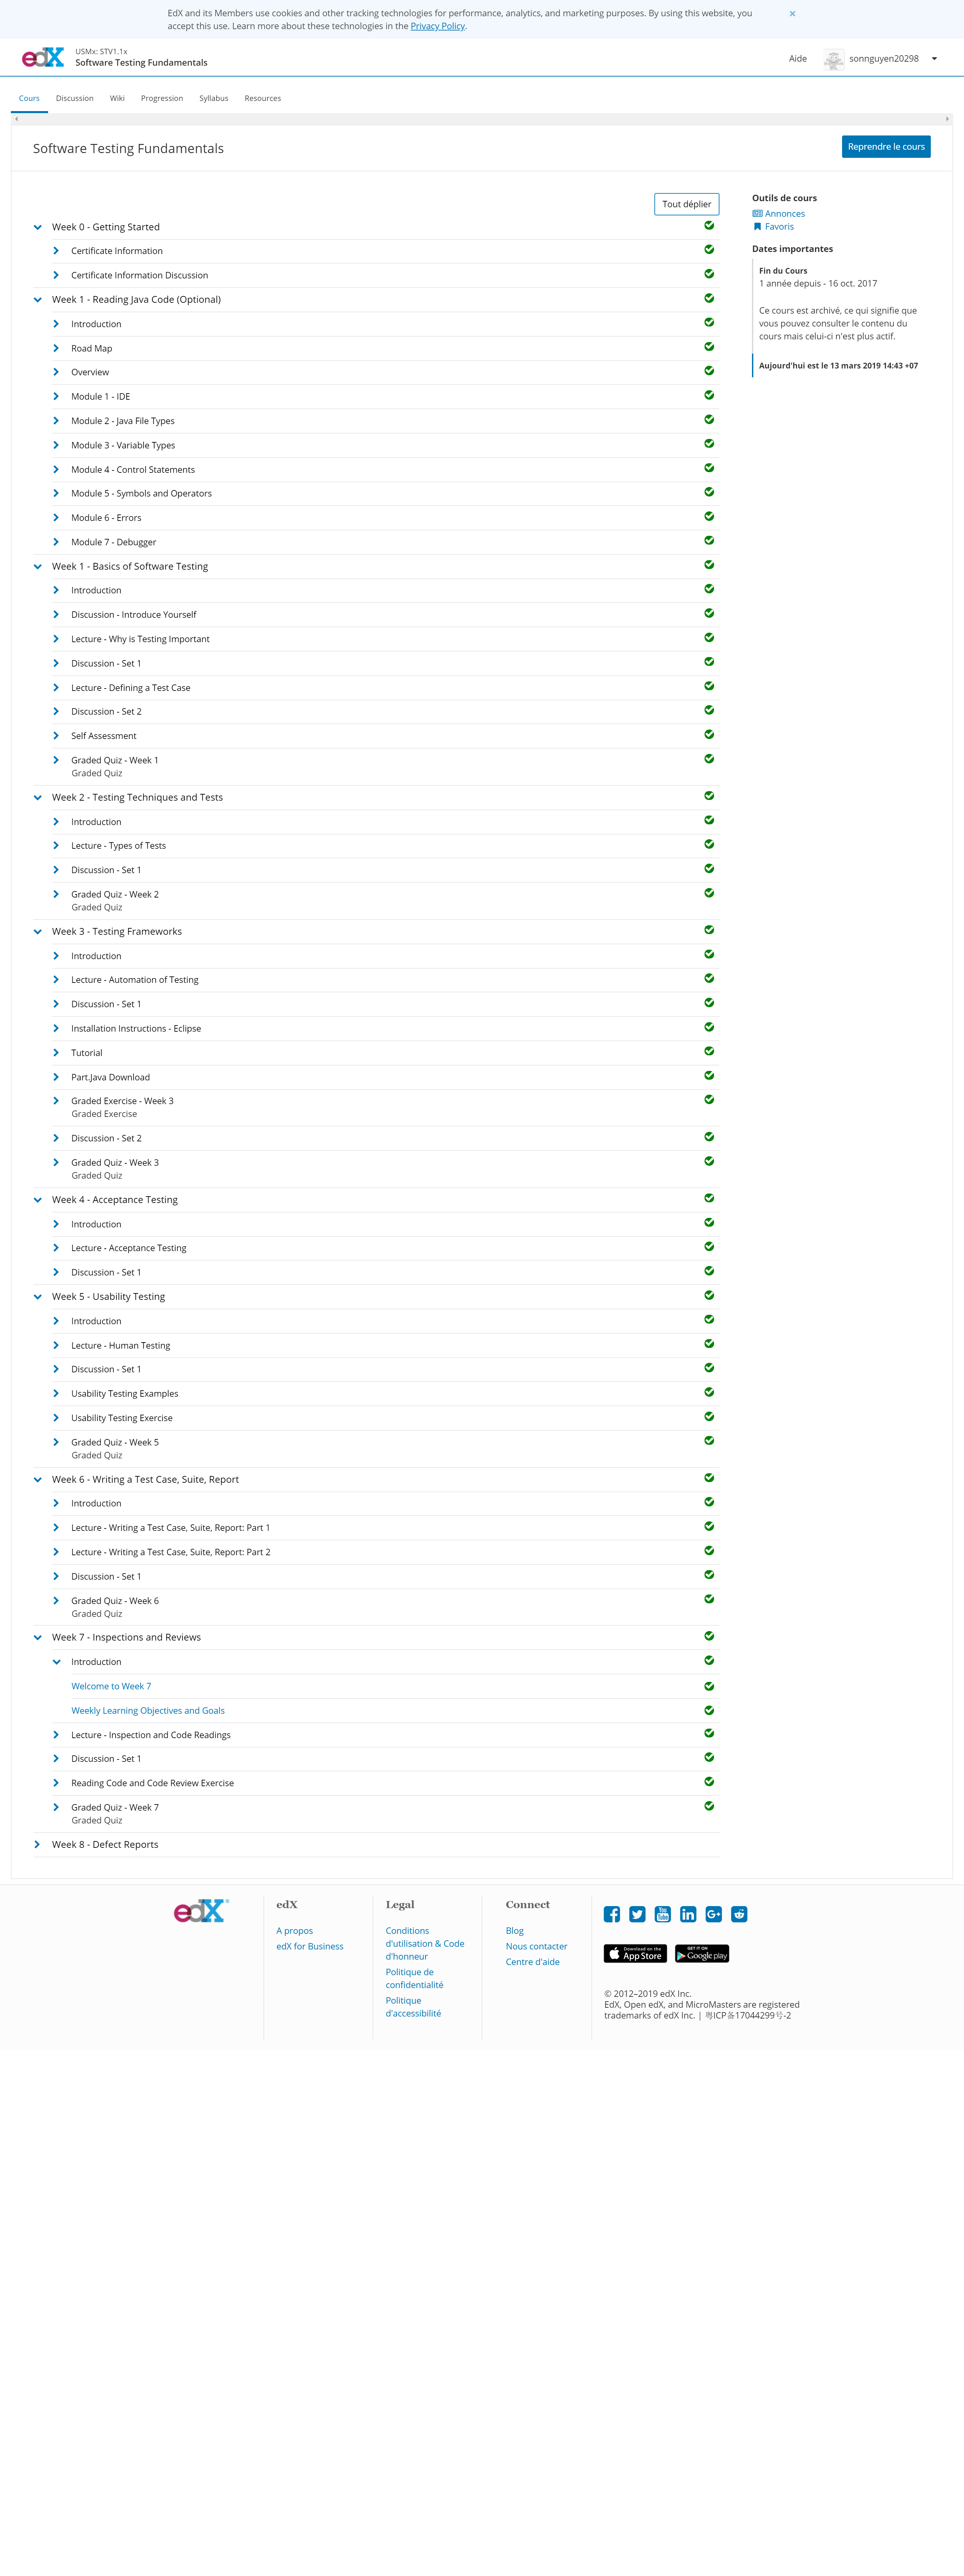 EdX and its Members use cookies and other tracking technologies for performance, analytics, and marketing purposes. By using this website, you
accept this use. Learn more about these technologies in the Privacy Policy.
×
edX
USMx: STV1.1x
Software Testing Fundamentals
Aide
sonnguyen20298
Cours
Discussion
Wiki
Progression
Syllabus
Resources
Software Testing Fundamentals
Reprendre le cours
Tout déplier
Week 0 - Getting Started
Certificate Information
Certificate Information Discussion
Week 1 - Reading Java Code (Optional)
Introduction
Road Map
Overview
Module 1 - IDE
Module 2 - Java File Types
Module 3 - Variable Types
Module 4 - Control Statements
Module 5 - Symbols and Operators
Module 6 - Errors
Module 7 - Debugger
Week 1 - Basics of Software Testing
Introduction
Discussion - Introduce Yourself
Lecture - Why is Testing Important
Discussion - Set 1
Lecture - Defining a Test Case
Discussion - Set 2
Self Assessment
Graded Quiz - Week 1
Graded Quiz
Week 2 - Testing Techniques and Tests
Introduction
Lecture - Types of Tests
Discussion - Set 1
Graded Quiz - Week 2
Graded Quiz
Week 3 - Testing Frameworks
Introduction
Lecture - Automation of Testing
Discussion - Set 1
Installation Instructions - Eclipse
Tutorial
Part.Java Download
Graded Exercise - Week 3
Graded Exercise
Discussion - Set 2
Graded Quiz - Week 3
Graded Quiz
Week 4 - Acceptance Testing
Introduction
Lecture - Acceptance Testing
Discussion - Set 1
Week 5 - Usability Testing
Introduction
Lecture - Human Testing
Discussion - Set 1
Usability Testing Examples
Usability Testing Exercise
Graded Quiz - Week 5
Graded Quiz
Week 6 - Writing a Test Case, Suite, Report
Introduction
Lecture - Writing a Test Case, Suite, Report: Part 1
Lecture - Writing a Test Case, Suite, Report: Part 2
Discussion - Set 1
Graded Quiz - Week 6
Graded Quiz
Week 7 - Inspections and Reviews
Introduction
Welcome to Week 7
Weekly Learning Objectives and Goals
Lecture - Inspection and Code Readings
Discussion - Set 1
Reading Code and Code Review Exercise
Graded Quiz - Week 7
Graded Quiz
Week 8 - Defect Reports
Outils de cours
Annonces
Favoris
Dates importantes
Fin du Cours
1 année depuis - 16 oct. 2017
Ce cours est archivé, ce qui signifie que
vous pouvez consulter le contenu du
cours mais celui-ci n'est plus actif.
Aujourd'hui est le 13 mars 2019 14:43 +07
edX®
edX
A propos
edX for Business
Legal
Conditions
d'utilisation & Code
d'honneur
Politique de
confidentialité
Politique
d'accessibilité
Connect
Blog
Nous contacter
Centre d'aide
You
Tube
in
G+
Download on the
App Store
GET IT ON
Google play
© 2012–2019 edX Inc.
EdX, Open edX, and MicroMasters are registered
trademarks of edX Inc. | 粤ICP备17044299号-2